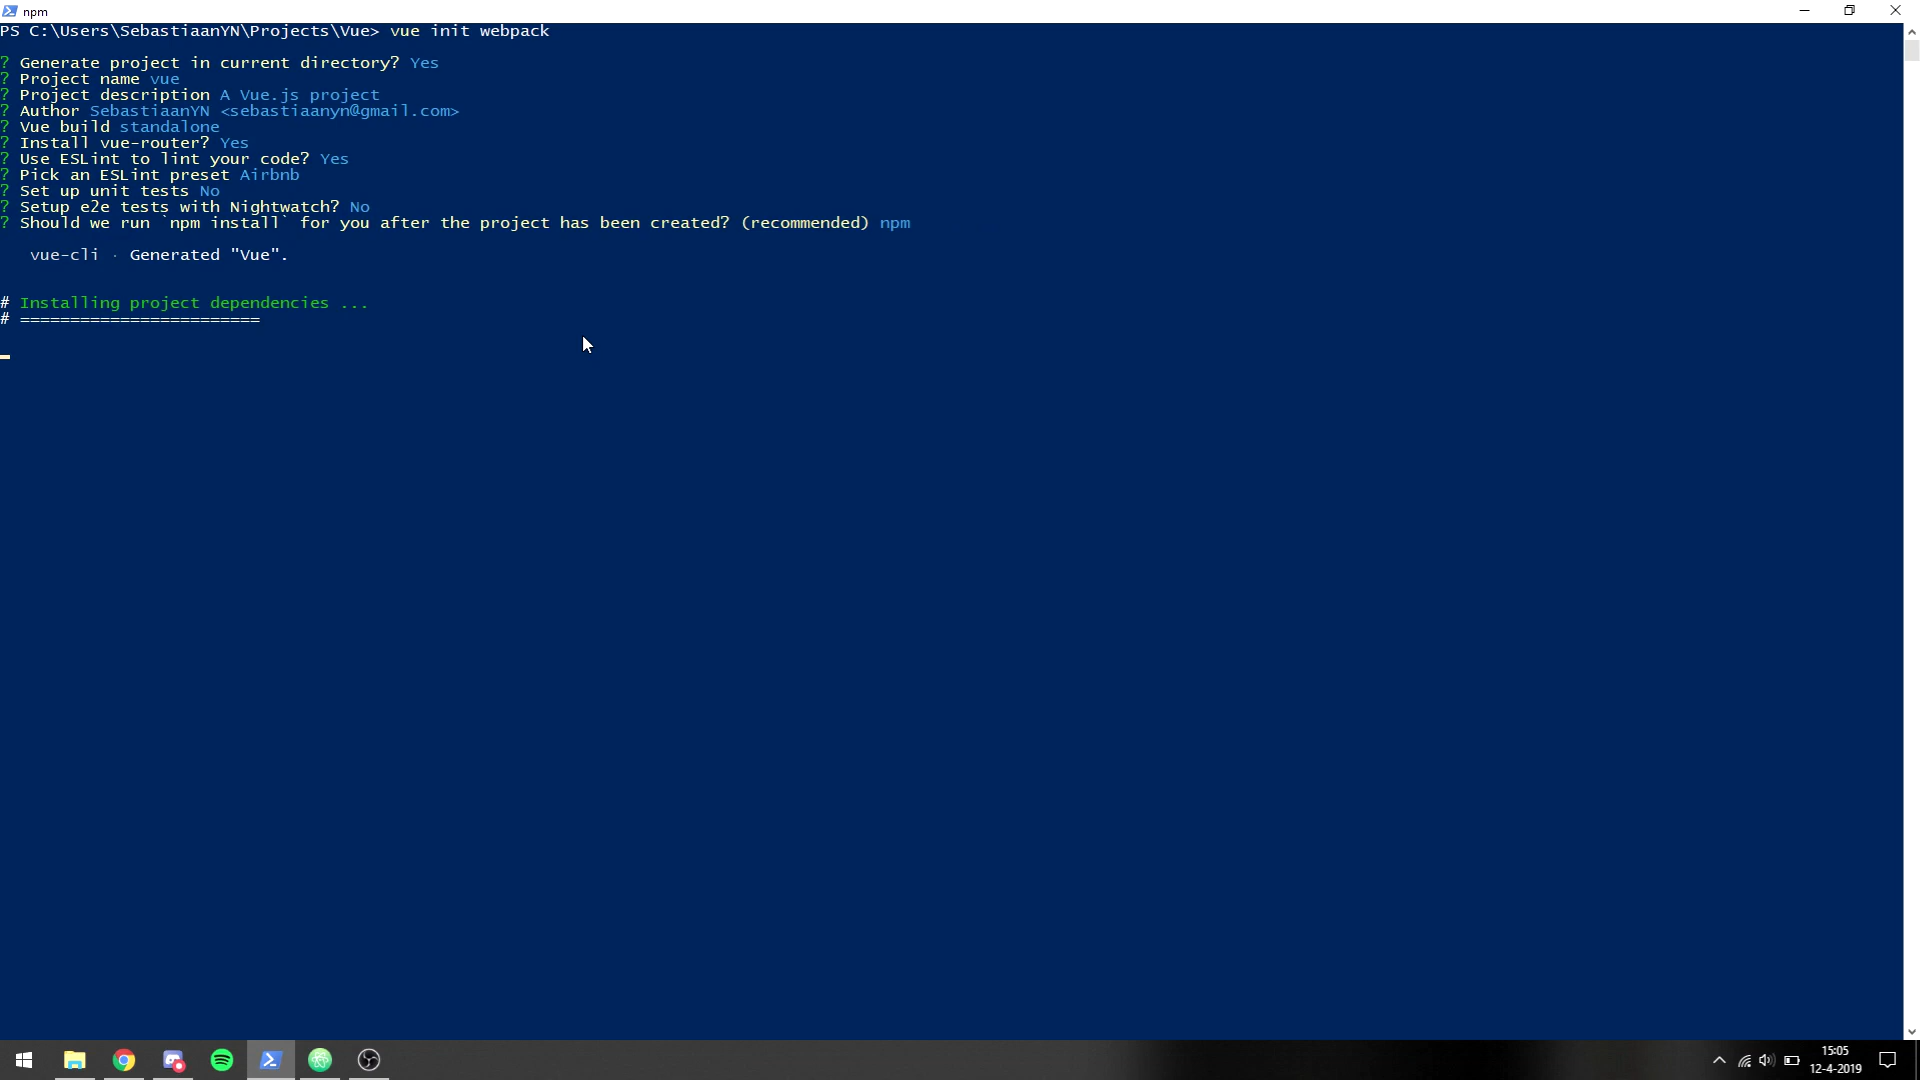 npm
PS C:\Users\SebastiaanYN\Projects\Vue> vue init webpack
? Generate project in current directory? Yes
? Project name vue
? Project description A Vue.js project
? Author SebastiaanYN <sebastiaanyn@gmail.com>
? Vue build standalone
? Install vue-router? Yes
? Use ESLint to lint your code? Yes
? Pick an ESLint preset Airbnb
? Set up unit tests No
? Setup e2e tests with Nightwatch? No
? Should we run `npm install` for you after the project has been created? (recommended) npm
vue-cli · Generated "Vue".
# Installing project dependencies ...
# ========================
15:05
12-4-2019